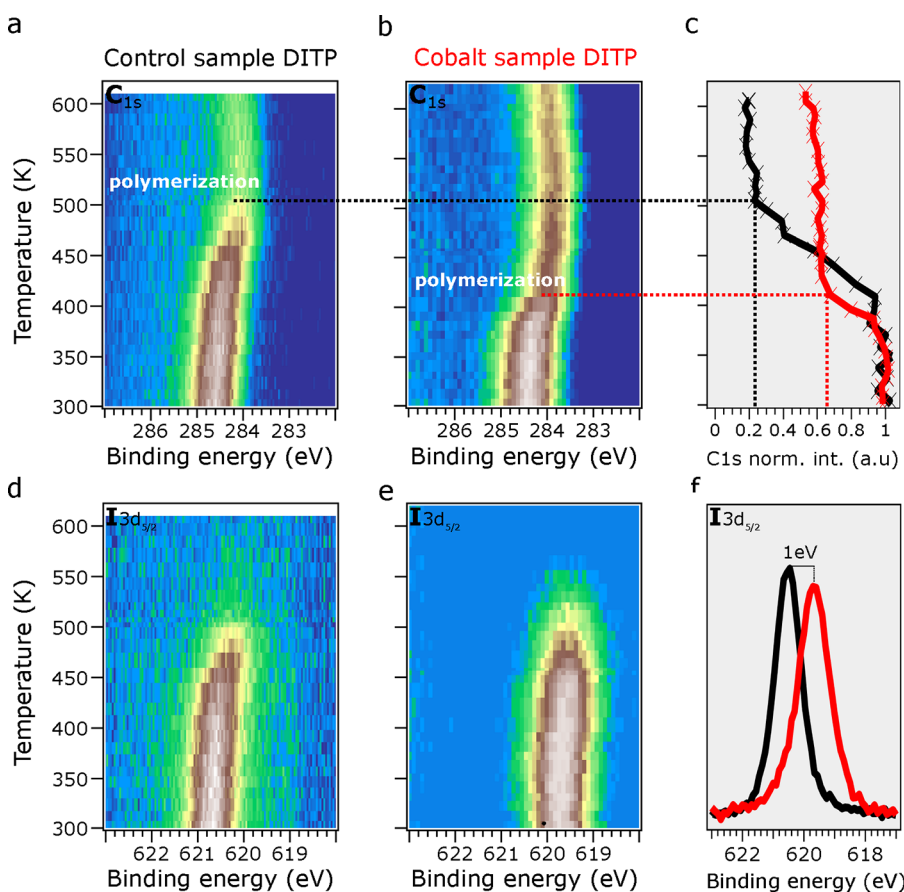 a
b
c
Control sample DITP
Cobalt sample DITP
C1s
C1s
600
550
500
450
400
350
300
Temperature (K)
polymerization
polymerization
286 285 284 283
Binding energy (eV)
286 285 284 283
Binding energy (eV)
0 0.2 0.4 0.6 0.8 1
C1s norm. int. (a.u)
d
e
f
I3d5/2
I3d5/2
I3d5/2
1eV
600
550
500
450
400
350
300
Temperature (K)
622 621 620 619
Binding energy (eV)
622 621 620 619
Binding energy (eV)
622 620 618
Binding energy (eV)